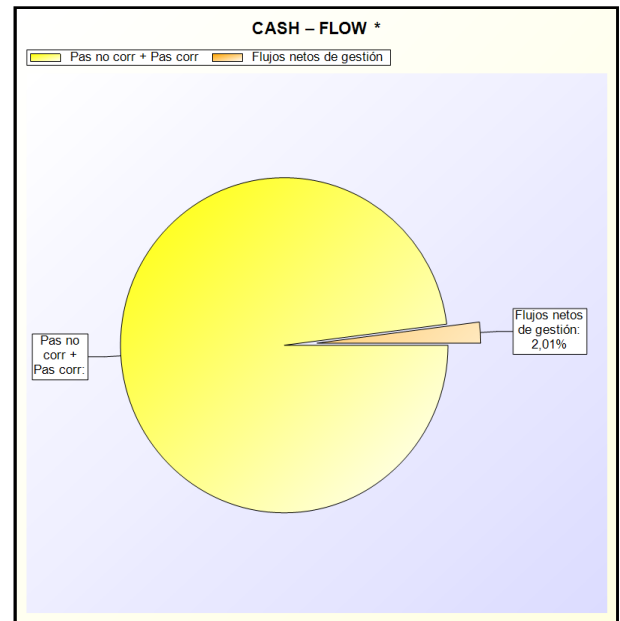 CASH – FLOW *
Pas no corr + Pas corr Flujos netos de gestión
Flujos netos
de gestión:
2,01%
Pas no
corr +
Pas corr: